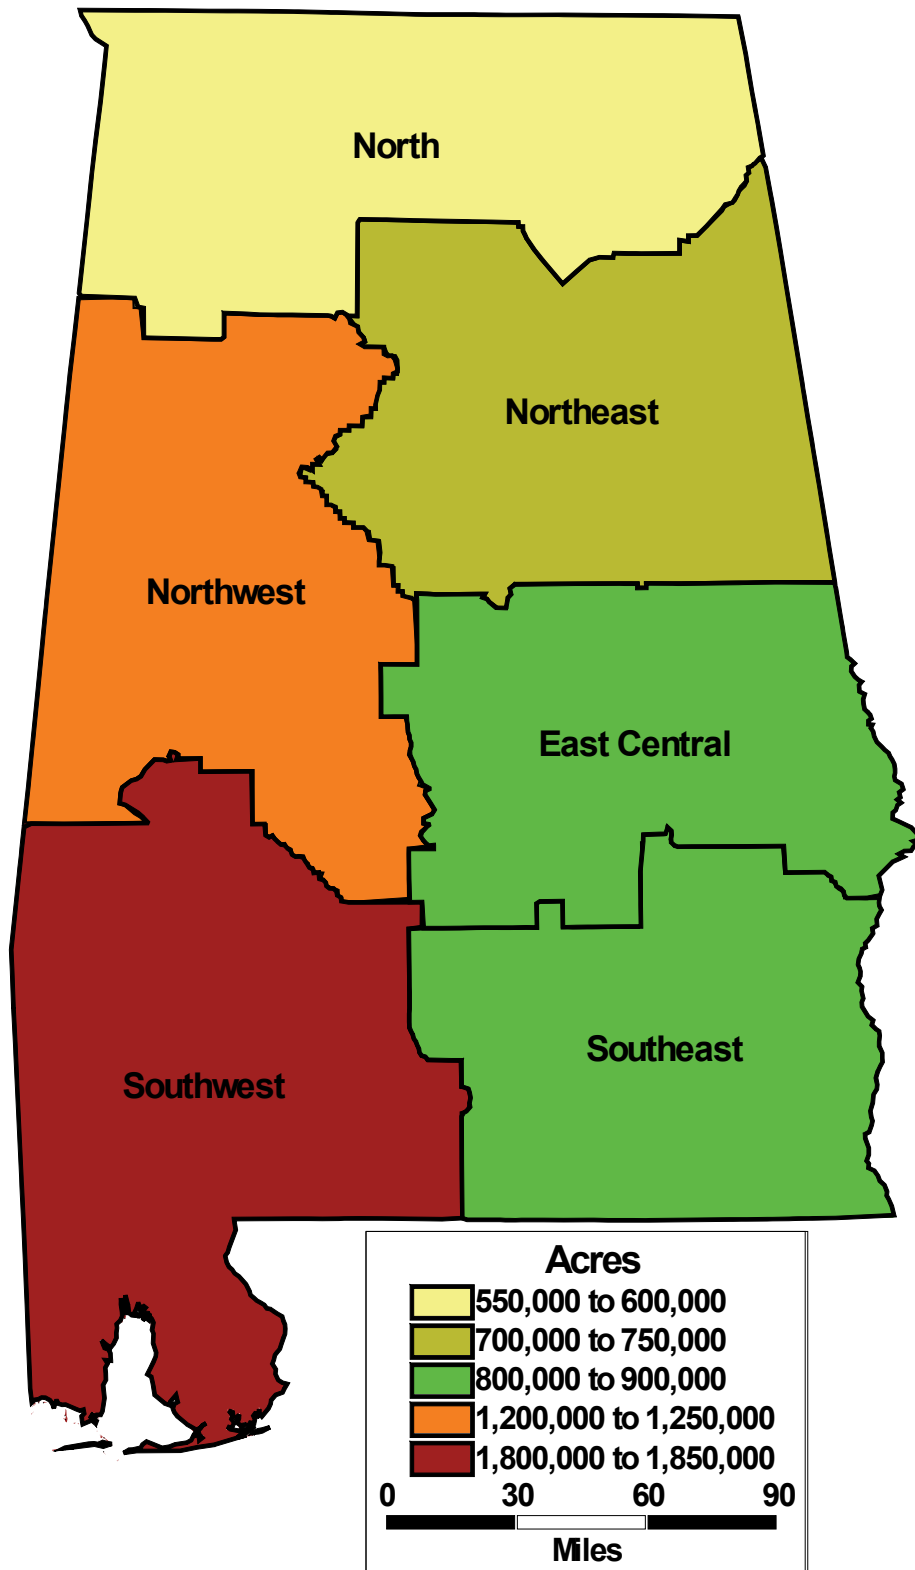 North
Northeast
Northwest
East Central
Southeast
Southwest
Acres
550,000 to 600,000
700,000 to 750,000
800,000 to 900,000
1,200,000 to 1,250,000
1,800,000 to 1,850,000
0 30 60 90
Miles